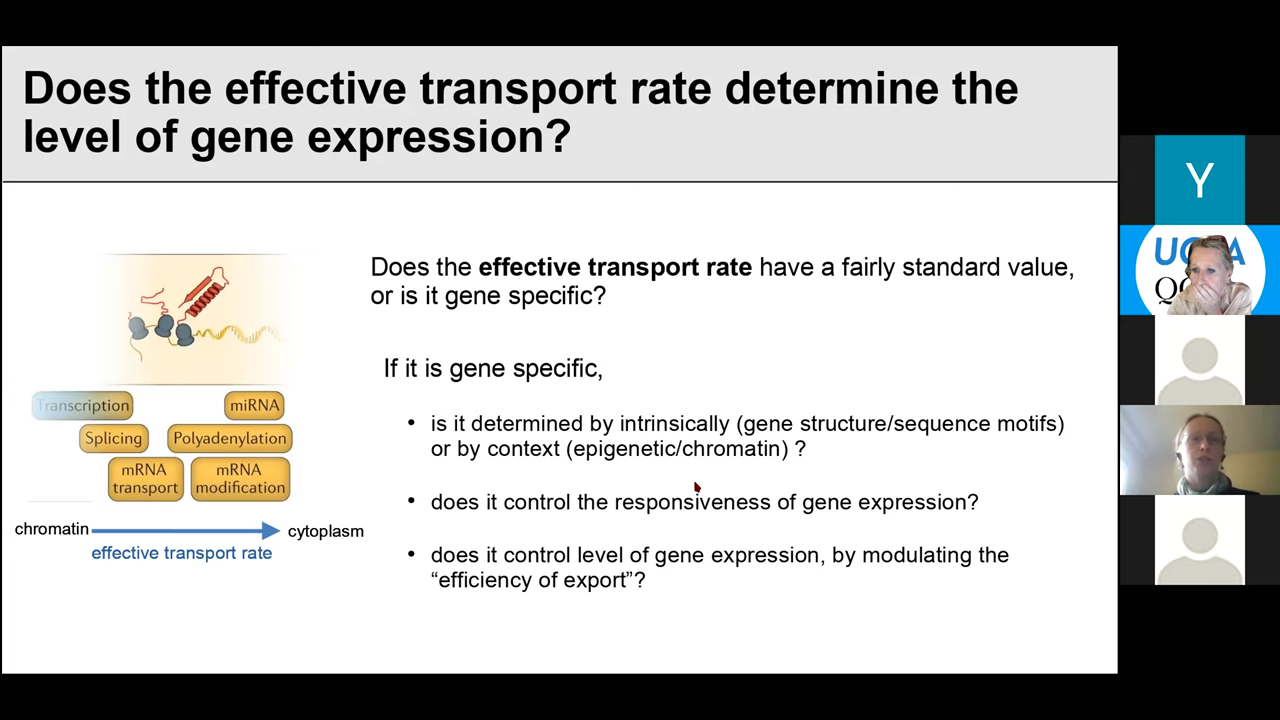 Does the effective transport rate determine the
level of gene expression?
Does the effective transport rate have a fairly standard value,
or is it gene specific?
If it is gene specific,
• is it determined by intrinsically (gene structure/sequence motifs)
or by context (epigenetic/chromatin) ?
• does it control the responsiveness of gene expression?
• does it control level of gene expression, by modulating the
“efficiency of export”?
Transcription
miRNA
Splicing
Polyadenylation
mRNA
transport
mRNA
modification
chromatin
cytoplasm
effective transport rate
Y